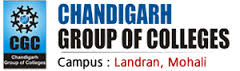 CGC
Chandigarh
Group of Colleges
CHANDIGARH
GROUP OF COLLEGES
Campus : Landran, Mohali